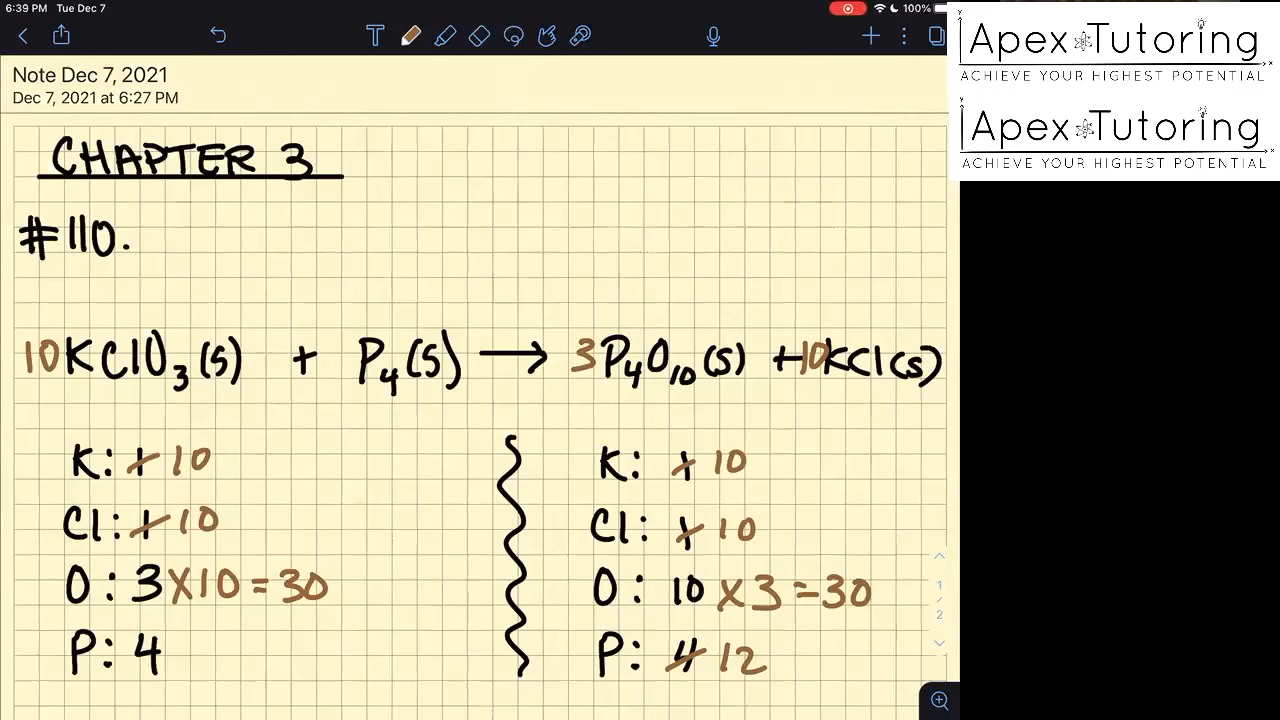 6:39 PM Tue Dec 7 100%
Apex Tutoring
ACHIEVE YOUR HIGHEST POTENTIAL
Apex Tutoring
ACHIEVE YOUR HIGHEST POTENTIAL
Note Dec 7, 2021
Dec 7, 2021 at 6:27 PM
CHAPTER 3
#110.
10KClO₃(s) + P₄(s) → 3P₄O₁₀(s) + 10KCl(s)
K: 1 10 K: 1 10
Cl: 1 10 Cl: 1 10
O: 3 x 10 = 30 O: 10 x 3 = 30
P: 4 P: 4 12
1
/
2